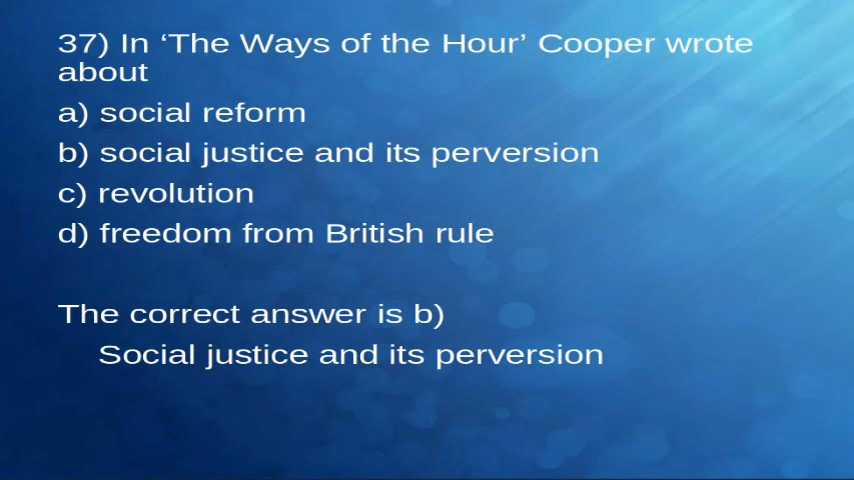 37) In ‘The Ways of the Hour’ Cooper wrote
about
a) social reform
b) social justice and its perversion
c) revolution
d) freedom from British rule
The correct answer is b)
Social justice and its perversion